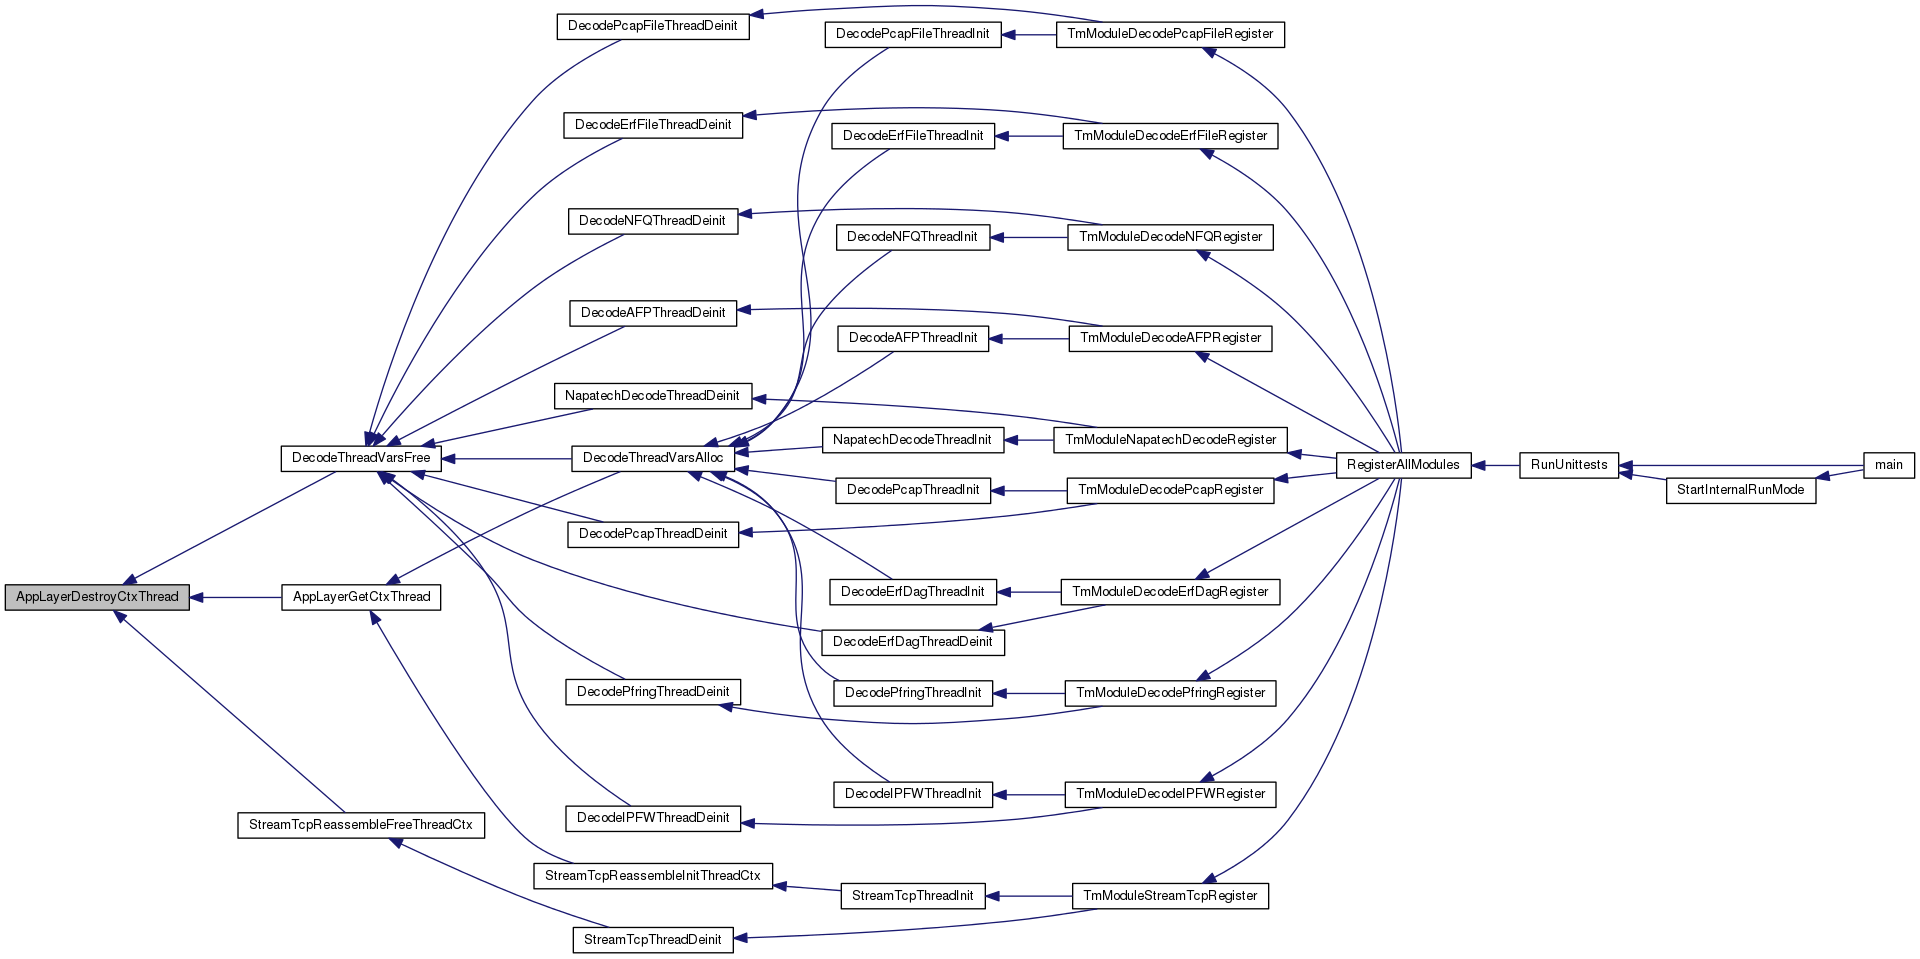 DecodePcapFileThreadDeinit
DecodePcapFileThreadInit
TmModuleDecodePcapFileRegister
DecodeErfFileThreadDeinit
DecodeErfFileThreadInit
TmModuleDecodeErfFileRegister
DecodeNFQThreadDeinit
DecodeNFQThreadInit
TmModuleDecodeNFQRegister
DecodeAFPThreadDeinit
DecodeAFPThreadInit
TmModuleDecodeAFPRegister
NapatechDecodeThreadDeinit
NapatechDecodeThreadInit
TmModuleNapatechDecodeRegister
DecodeThreadVarsFree
DecodeThreadVarsAlloc
RegisterAllModules
RunUnittests
main
DecodePcapThreadInit
TmModuleDecodePcapRegister
StartInternalRunMode
DecodePcapThreadDeinit
AppLayerDestroyCtxThread
AppLayerGetCtxThread
DecodeErfDagThreadInit
TmModuleDecodeErfDagRegister
DecodeErfDagThreadDeinit
DecodePfringThreadDeinit
DecodePfringThreadInit
TmModuleDecodePfringRegister
DecodeIPFWThreadInit
TmModuleDecodeIPFWRegister
DecodeIPFWThreadDeinit
StreamTcpReassembleFreeThreadCtx
StreamTcpReassembleInitThreadCtx
StreamTcpThreadInit
TmModuleStreamTcpRegister
StreamTcpThreadDeinit